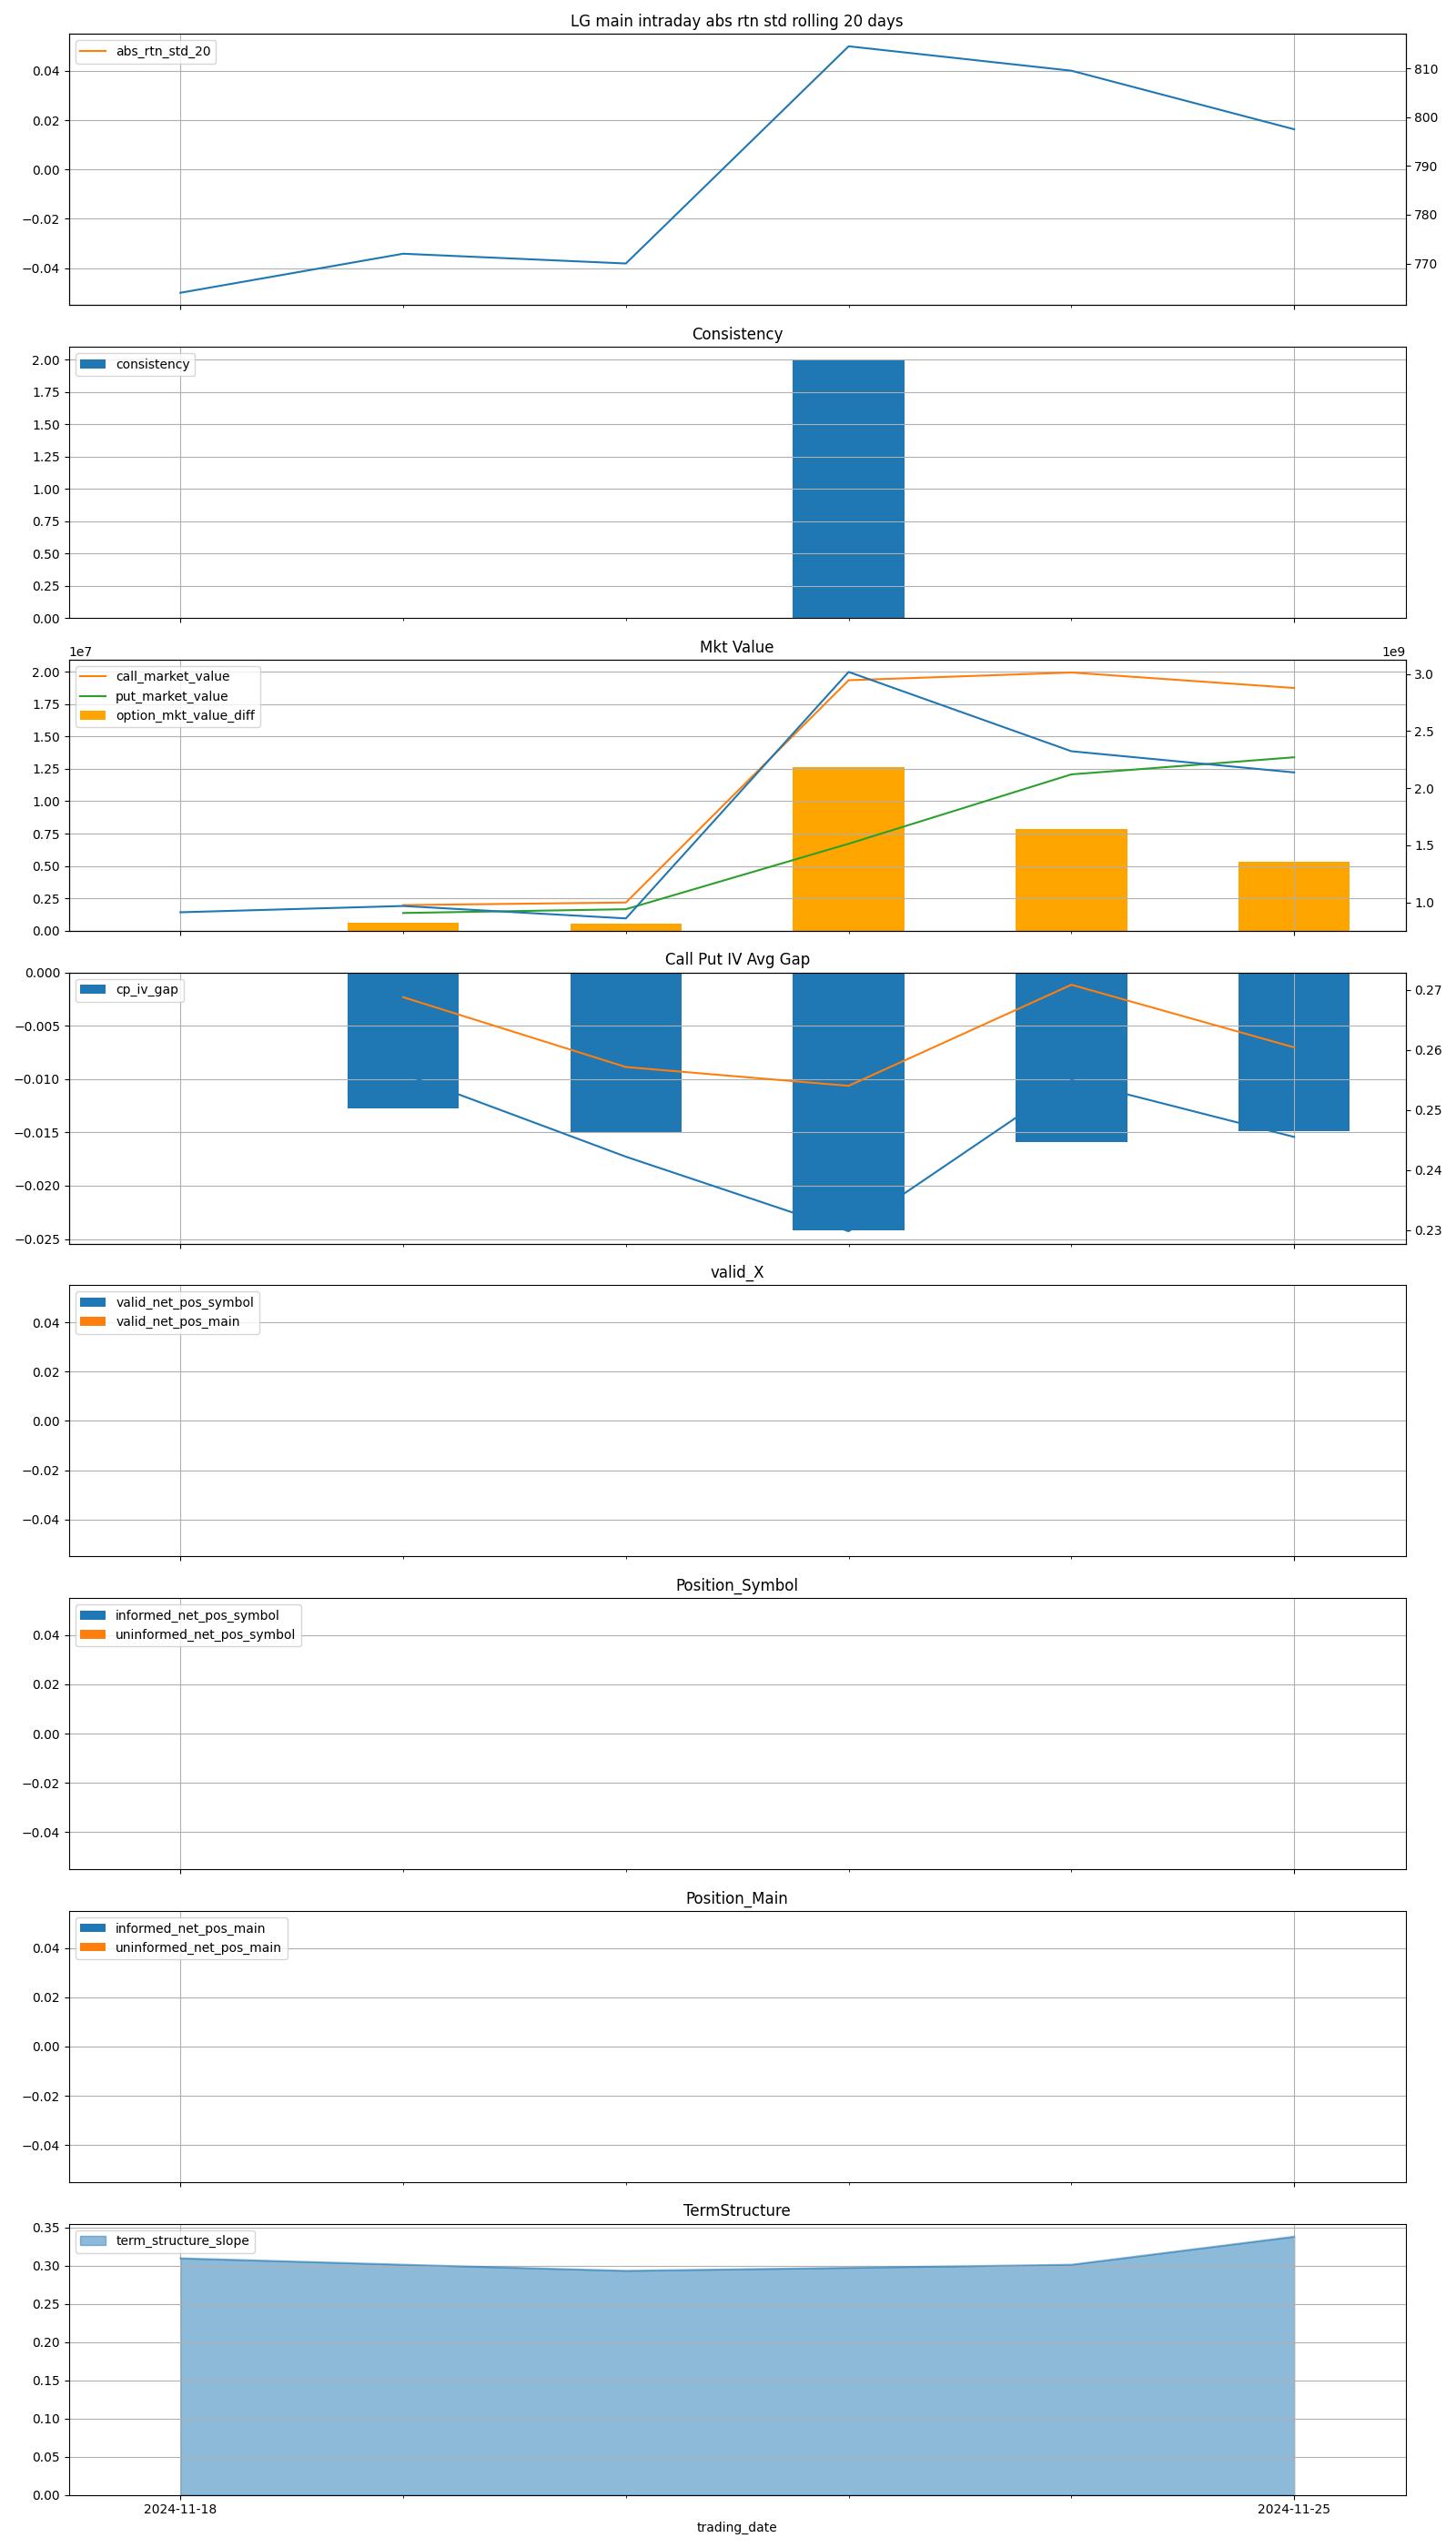 LG main intraday abs rtn std rolling 20 days
abs_rtn_std_20
0.04
0.02
0.00
−0.02
−0.04
810
800
790
780
770
Consistency
consistency
2.00
1.75
1.50
1.25
1.00
0.75
0.50
0.25
0.00
Mkt Value
1e7
1e9
call_market_value
put_market_value
option_mkt_value_diff
2.00
1.75
1.50
1.25
1.00
0.75
0.50
0.25
0.00
3.0
2.5
2.0
1.5
1.0
Call Put IV Avg Gap
cp_iv_gap
0.000
−0.005
−0.010
−0.015
−0.020
−0.025
0.27
0.26
0.25
0.24
0.23
valid_X
valid_net_pos_symbol
valid_net_pos_main
0.04
0.02
0.00
−0.02
−0.04
Position_Symbol
informed_net_pos_symbol
uninformed_net_pos_symbol
0.04
0.02
0.00
−0.02
−0.04
Position_Main
informed_net_pos_main
uninformed_net_pos_main
0.04
0.02
0.00
−0.02
−0.04
TermStructure
term_structure_slope
0.35
0.30
0.25
0.20
0.15
0.10
0.05
0.00
2024-11-18
2024-11-25
trading_date